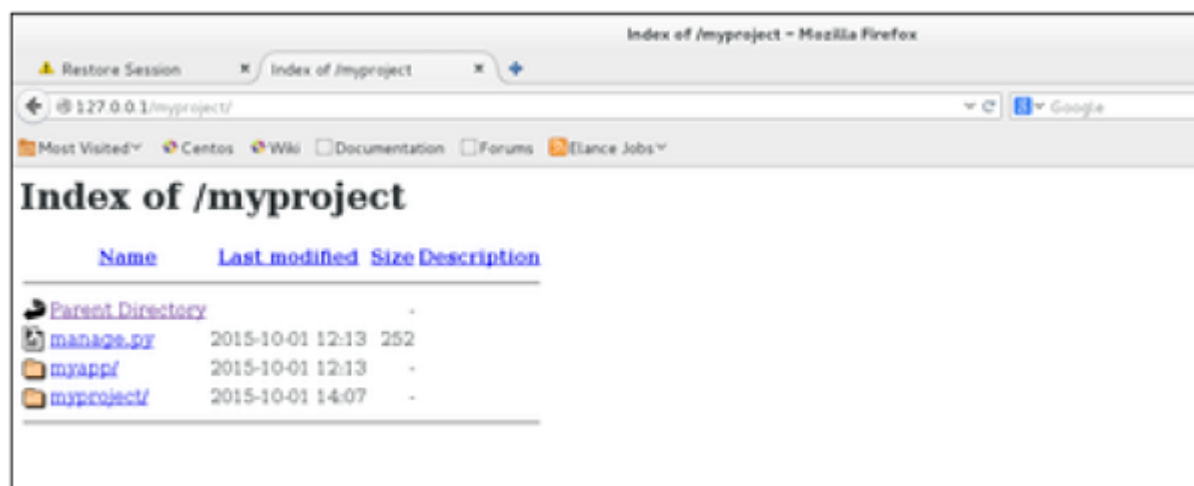 Index of /myproject - Mozilla Firefox
Restore Session Index of /myproject
127.0.0.1/myproject/ Google
Most Visited Centos Wiki Documentation Forums Elance Jobs
Index of /myproject
Name Last modified Size Description
Parent Directory -
manage.py 2015-10-01 12:13 252
myapp/ 2015-10-01 12:13 -
myproject/ 2015-10-01 14:07 -